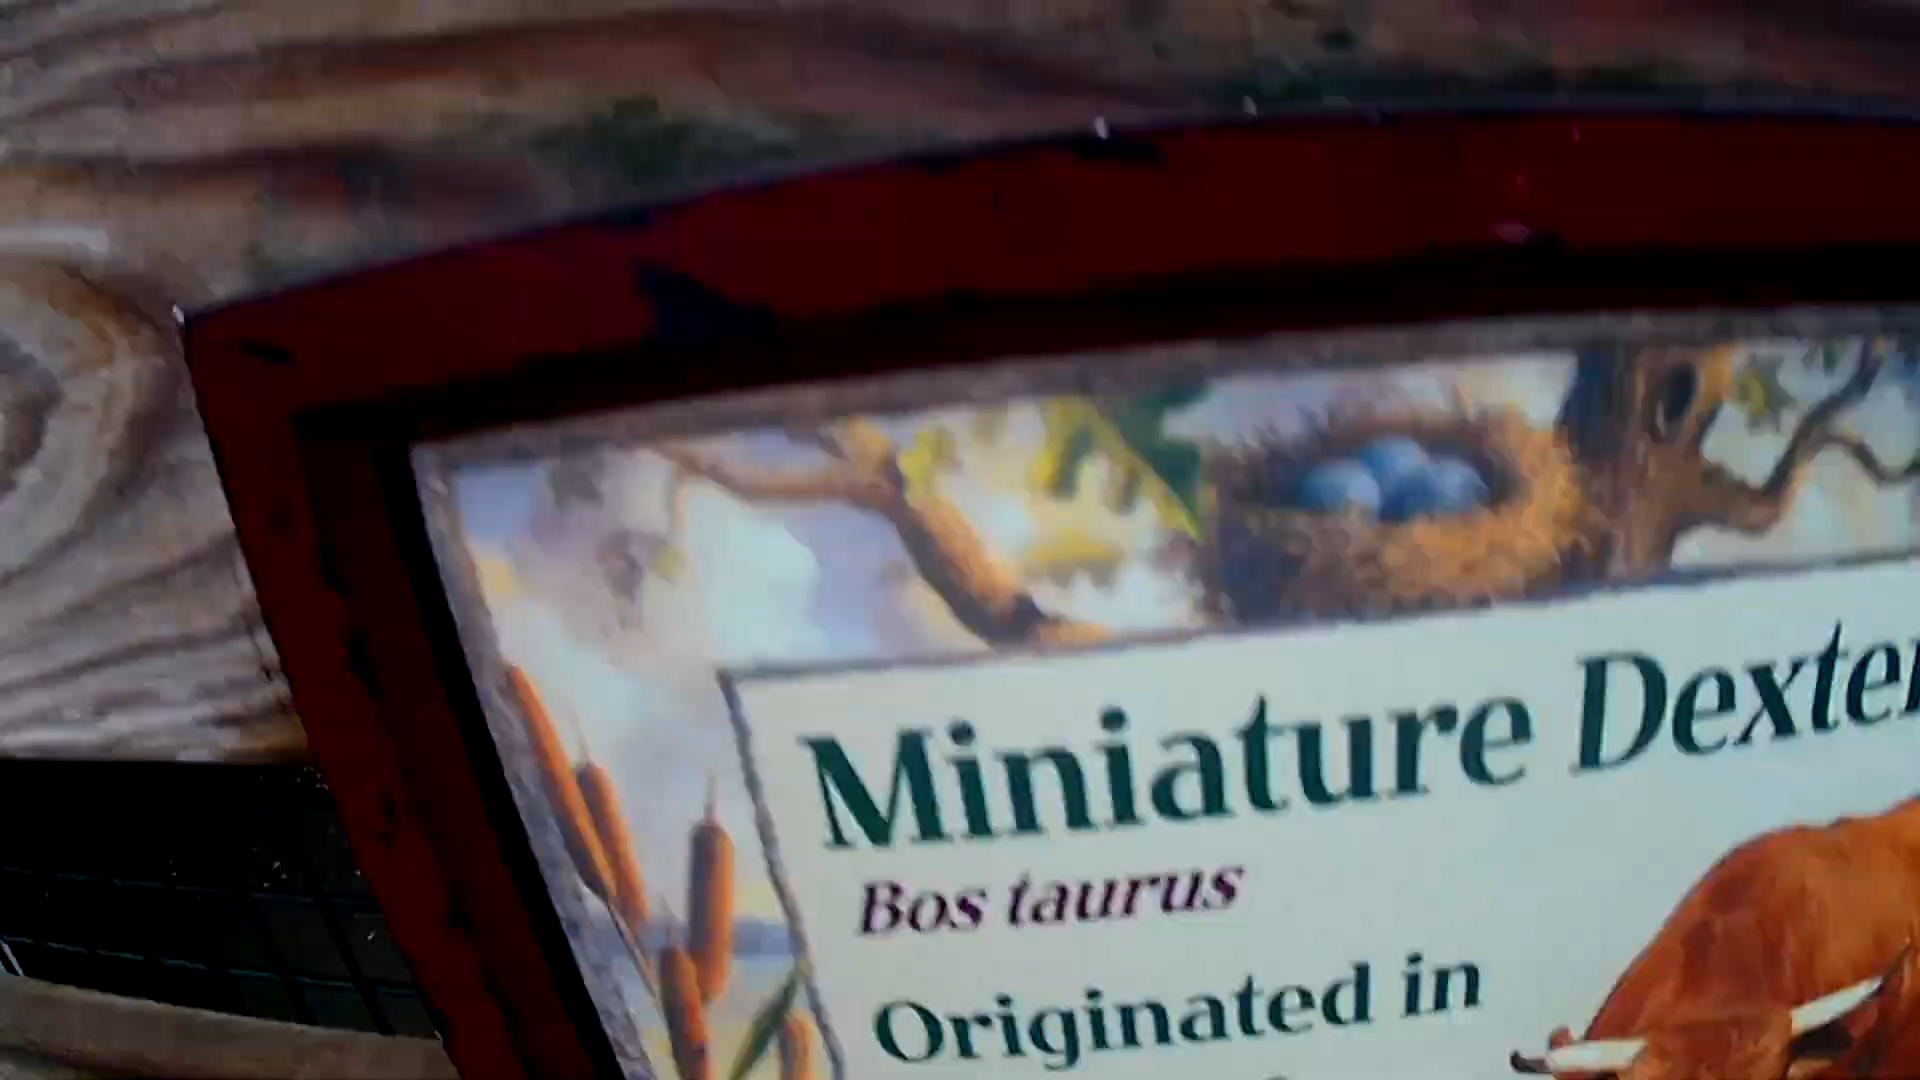 Miniature Dexter
Bos taurus
Originated in